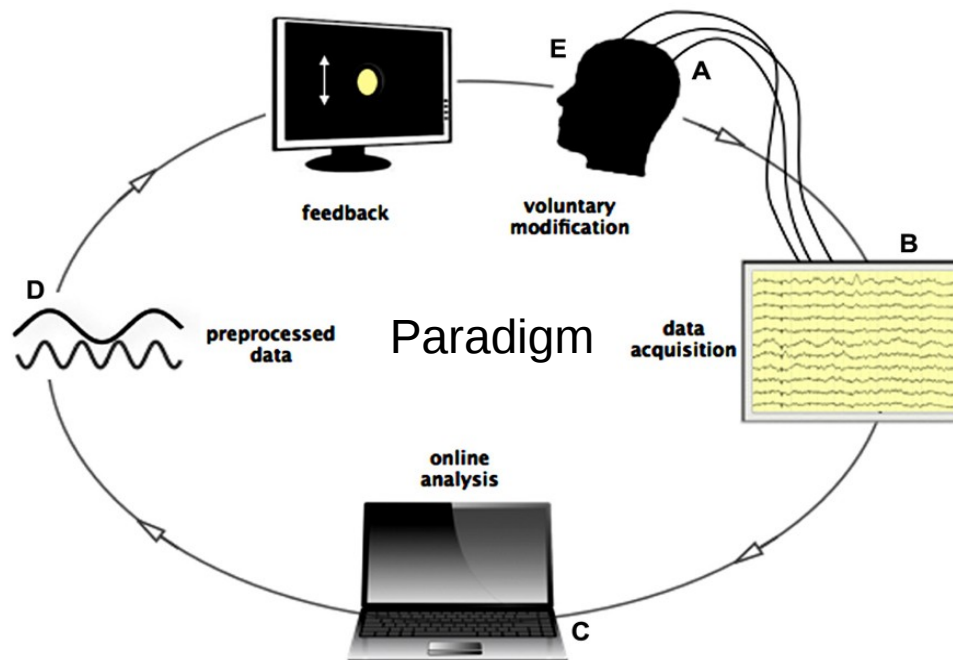 E
A
feedback
voluntary
modification
B
D
preprocessed
data
Paradigm
data
acquisition
online
analysis
C